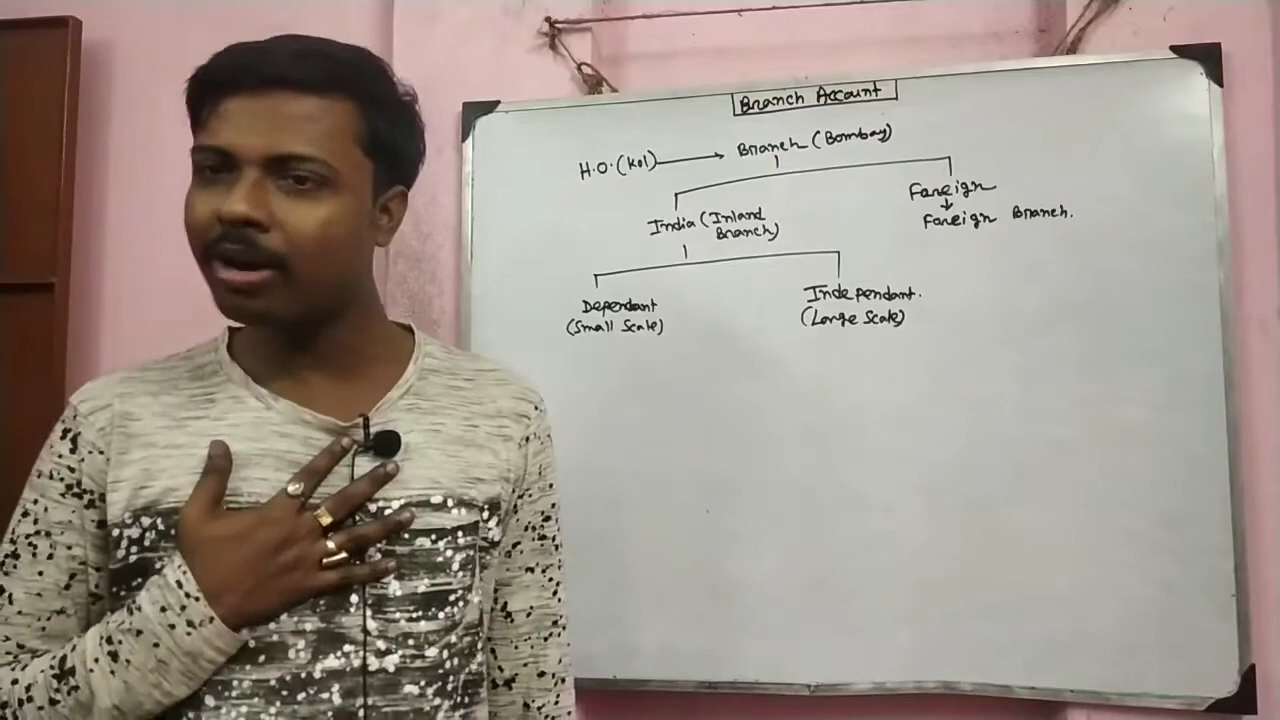 Branch Account
H.O.(Kol) → Branch (Bombay)
Foreign
↓
Foreign Branch.
India (Inland
Branch)
Dependant
(Small Scale)
Independant.
(Large Scale)